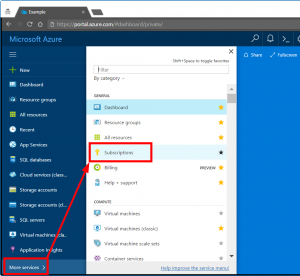 Example
https://portal.azure.com/#dashboard/private/
Microsoft Azure
Shift+Space to toggle favorites
Filter
By category
Share
Fullscreen
New
Dashboard
Resource groups
All resources
Recent
App Services
SQL databases
Cloud services (clas...
Storage accounts
Storage accounts (cl...
SQL servers
Virtual machines (cl...
Application Insights
More services
GENERAL
Dashboard
Resource groups
All resources
Subscriptions
Billing
PREVIEW
Help + support
COMPUTE
Virtual machines
Virtual machines (classic)
Virtual machine scale sets
Container services
Help improve the service menu!